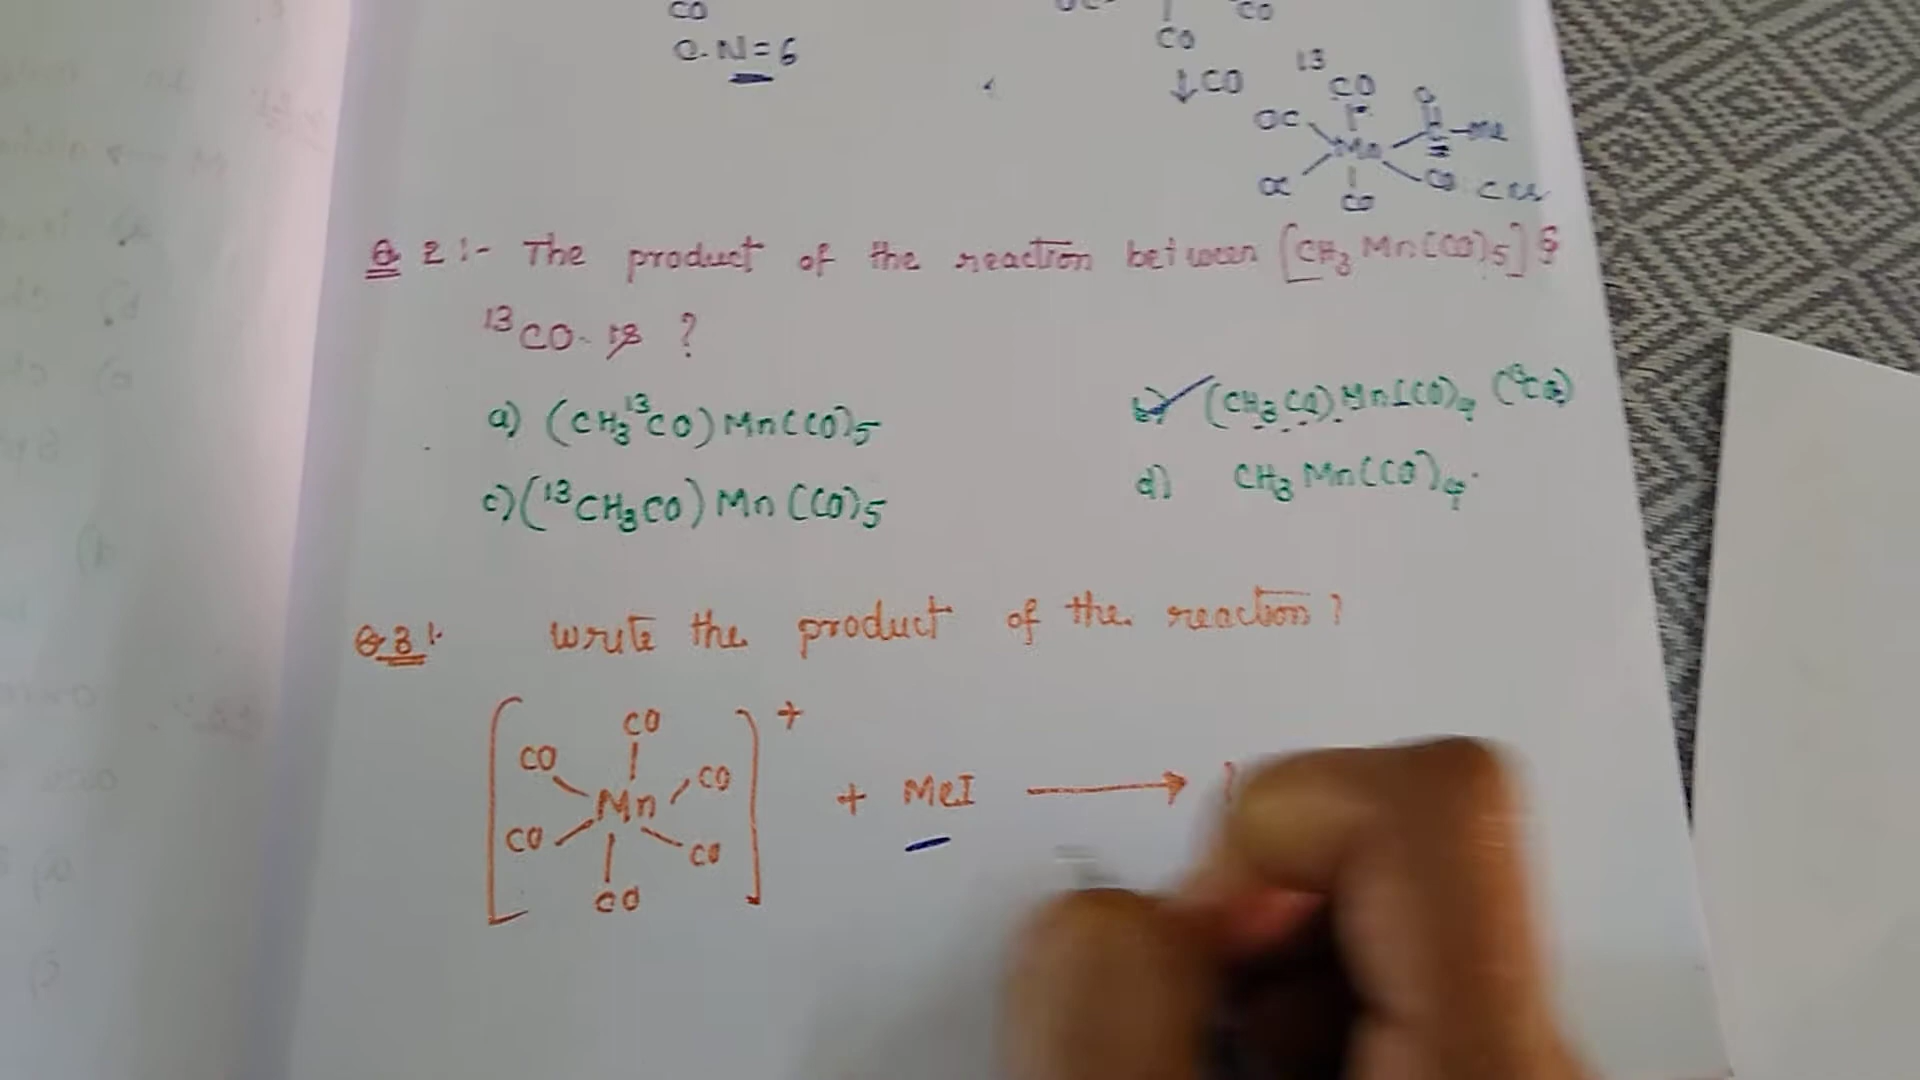 CO
C.N=6
CO
CO
↓CO
13
CO
O
OC
C-Me
Mn
OC
CO
CO
Q 2:- The product of the reaction between [CH3 Mn(CO)5] &
13CO is ?
a) (CH3 13CO) Mn(CO)5
b) (CH3CO) Mn(CO)4 (13CO)
c) (13CH3CO) Mn (CO)5
d) CH3 Mn(CO)4.
Q 3: Write the product of the reaction?
+
CO
CO
CO
Mn
+ MeI ⟶ ?
CO
CO
CO